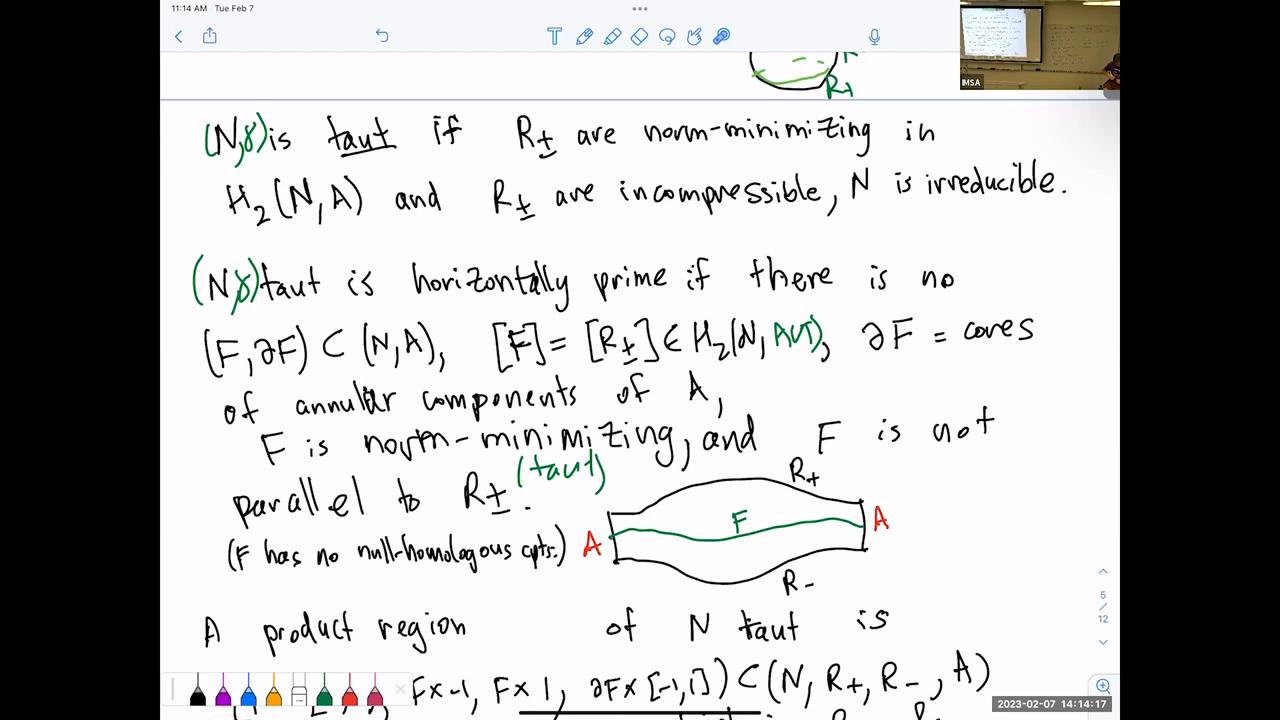 11:14 AM Tue Feb 7
R+
IMSA
(N,γ) is taut if R± are norm-minimizing in
H₂(N, A) and R± are incompressible, N is irreducible.
(N,γ) taut is horizontally prime if there is no
(F, ∂F) ⊂ (N, A), [F] = [R±] ∈ H₂(N, AUT), ∂F = cores
of annular components of A,
F is norm-minimizing, and F is not
(taut)
parallel to R±.
R+
F
A
A
(F has no null-homologous cpts.)
R-
A product region of N taut is
F×-1, F×1, ∂F×[-1,1]) ⊂ (N, R+, R-, A)
5
/
12
2023-02-07 14:14:17